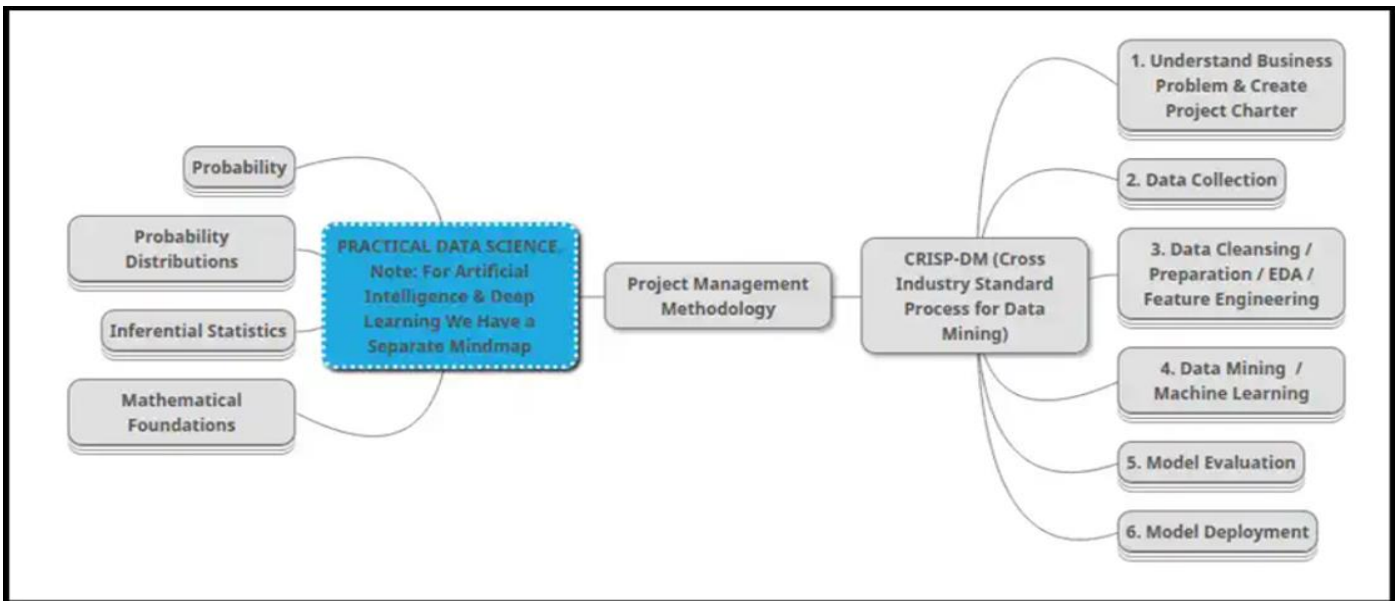 Probability
Probability
Distributions
Inferential Statistics
Mathematical
Foundations
PRACTICAL DATA SCIENCE.
Note: For Artificial
Intelligence & Deep
Learning We Have a
Separate Mindmap
Project Management
Methodology
CRISP-DM (Cross
Industry Standard
Process for Data
Mining)
1. Understand Business
Problem & Create
Project Charter
2. Data Collection
3. Data Cleansing /
Preparation / EDA /
Feature Engineering
4. Data Mining /
Machine Learning
5. Model Evaluation
6. Model Deployment